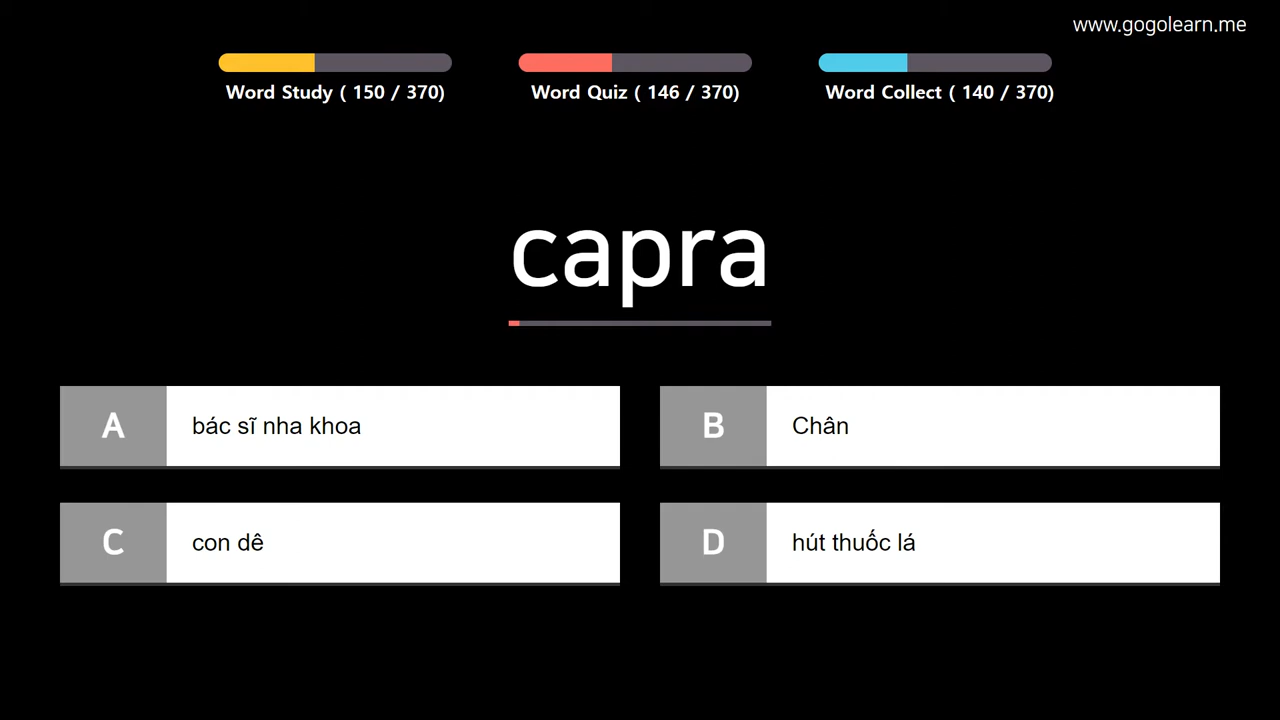 www.gogolearn.me
Word Study ( 150 / 370)
Word Quiz ( 146 / 370)
Word Collect ( 140 / 370)
capra
A bác sĩ nha khoa
B Chân
C con dê
D hút thuốc lá